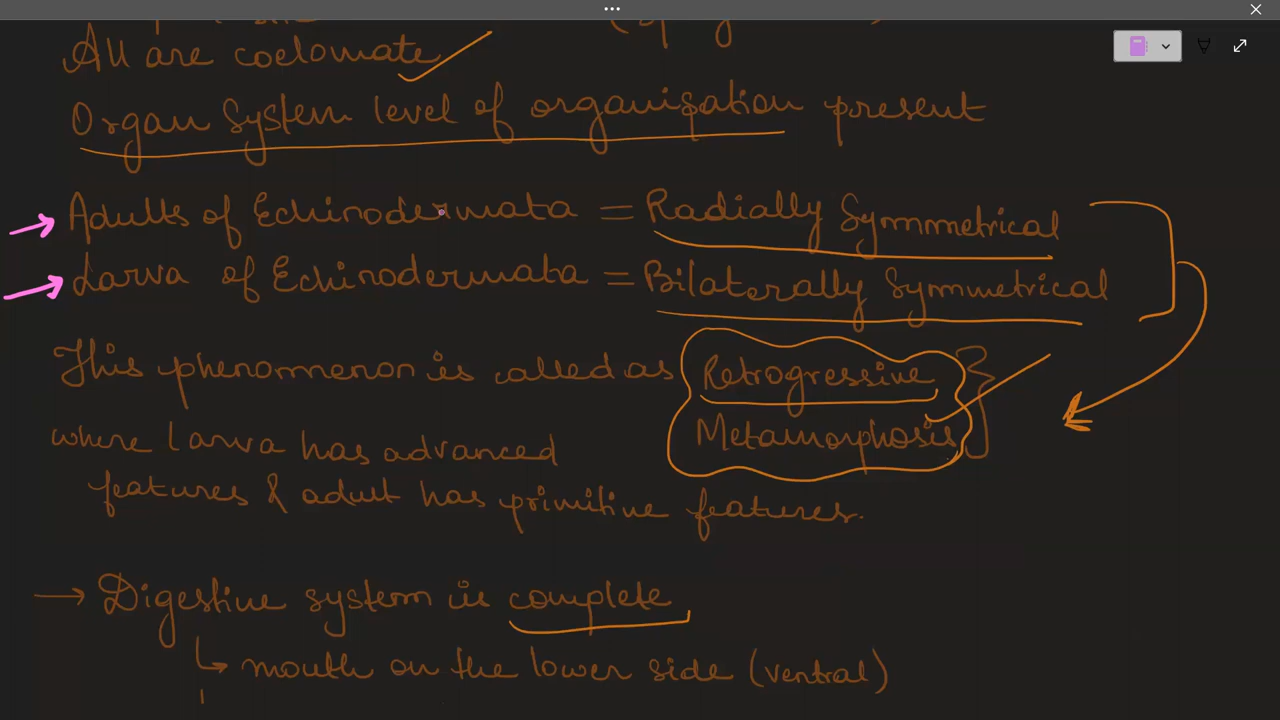 All are coelomate
Organ System level of organisation present
Adults of Echinodermata = Radially Symmetrical
Larva of Echinodermata = Bilaterally Symmetrical
This phenomenon is called as Retrogressive
Metamorphosis
where larva has advanced
features & adult has primitive features.
→ Digestive system is complete
↳ mouth on the lower side (ventral)